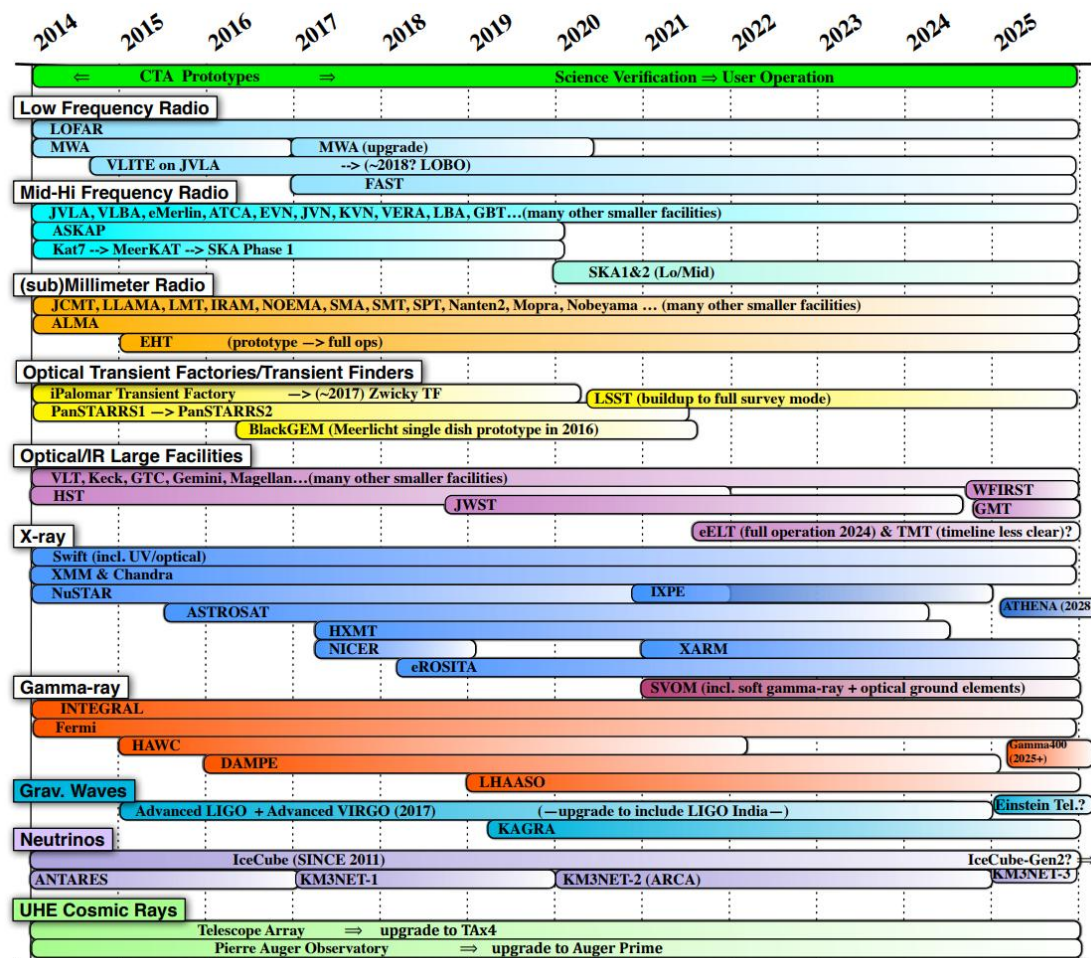 2014 2015 2016 2017 2018 2019 2020 2021 2022 2023 2024 2025
⇐ CTA Prototypes ⇒ Science Verification ⇒ User Operation
Low Frequency Radio
LOFAR
MWA MWA (upgrade)
VLITE on JVLA --> (~2018? LOBO)
FAST
Mid-Hi Frequency Radio
JVLA, VLBA, eMerlin, ATCA, EVN, JVN, KVN, VERA, LBA, GBT...(many other smaller facilities)
ASKAP
Kat7 --> MeerKAT --> SKA Phase 1
SKA1&2 (Lo/Mid)
(sub)Millimeter Radio
JCMT, LLAMA, LMT, IRAM, NOEMA, SMA, SMT, SPT, Nanten2, Mopra, Nobeyama ... (many other smaller facilities)
ALMA
EHT (prototype —> full ops)
Optical Transient Factories/Transient Finders
iPalomar Transient Factory —> (~2017) Zwicky TF
LSST (buildup to full survey mode)
PanSTARRS1 —> PanSTARRS2
BlackGEM (Meerlicht single dish prototype in 2016)
Optical/IR Large Facilities
VLT, Keck, GTC, Gemini, Magellan...(many other smaller facilities)
HST
WFIRST
JWST
GMT
eELT (full operation 2024) & TMT (timeline less clear)?
X-ray
Swift (incl. UV/optical)
XMM & Chandra
NuSTAR IXPE
ATHENA (2028
ASTROSAT
HXMT
NICER XARM
eROSITA
SVOM (incl. soft gamma-ray + optical ground elements)
Gamma-ray
INTEGRAL
Fermi
HAWC
Gamma400
(2025+)
DAMPE
LHAASO
Grav. Waves
Advanced LIGO + Advanced VIRGO (2017) (—upgrade to include LIGO India—)
Einstein Tel.?
KAGRA
Neutrinos
IceCube (SINCE 2011) IceCube-Gen2? ⇒
ANTARES KM3NET-1 KM3NET-2 (ARCA) KM3NET-3
UHE Cosmic Rays
Telescope Array ⇒ upgrade to TAx4
Pierre Auger Observatory ⇒ upgrade to Auger Prime